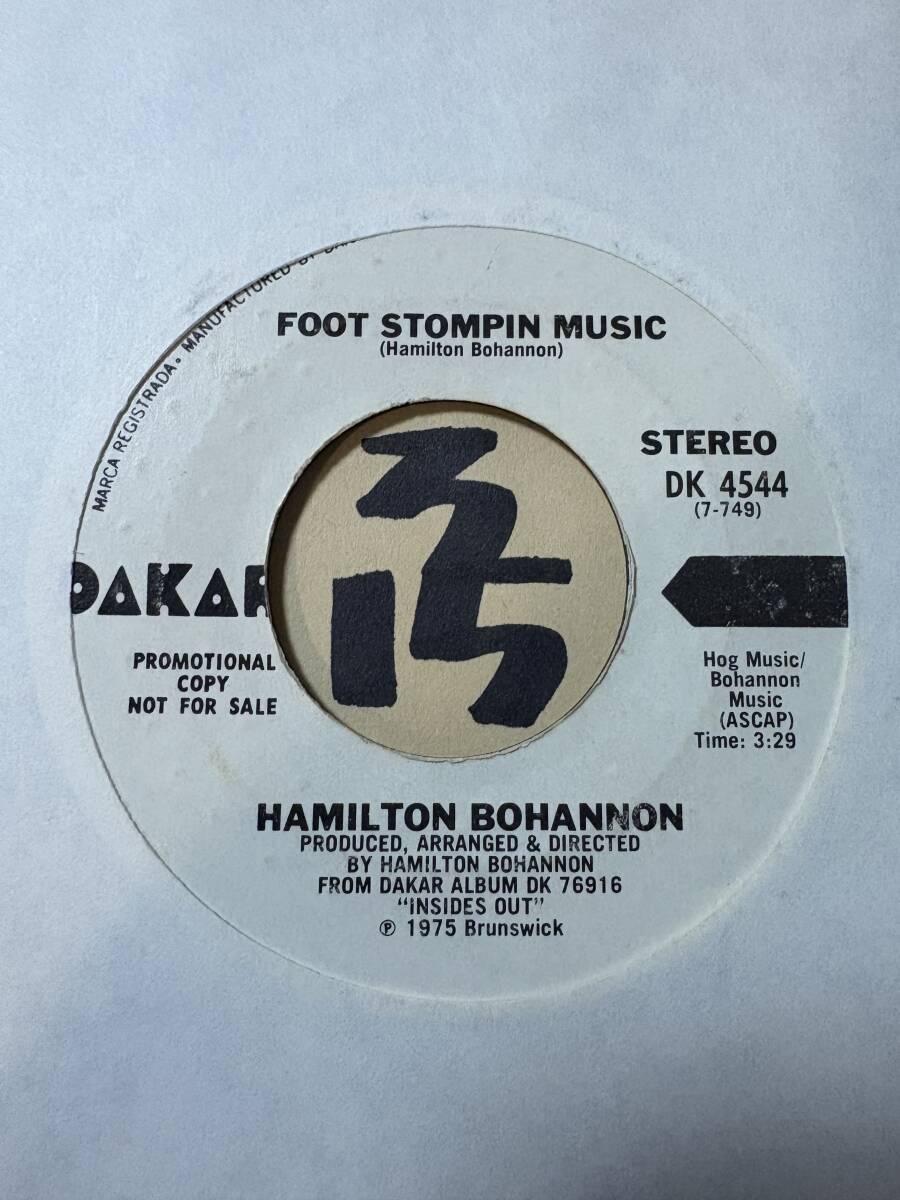 MARCA REGISTRADA. MANUFACTURED BY
FOOT STOMPIN MUSIC
(Hamilton Bohannon)
STEREO
DK 4544
(7-749)
DAKAR
PROMOTIONAL
COPY
NOT FOR SALE
Hog Music/
Bohannon
Music
(ASCAP)
Time: 3:29
HAMILTON BOHANNON
PRODUCED, ARRANGED & DIRECTED
BY HAMILTON BOHANNON
FROM DAKAR ALBUM DK 76916
"INSIDES OUT"
℗ 1975 Brunswick